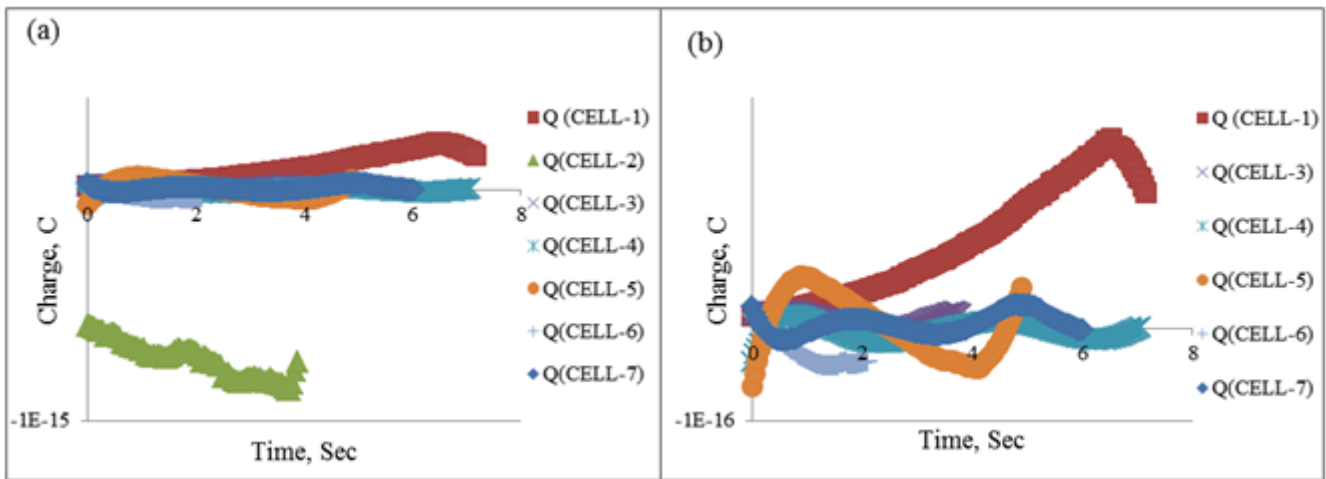 (a)
Q (CELL-1)
Q(CELL-2)
Q(CELL-3)
Q(CELL-4)
Q(CELL-5)
Q(CELL-6)
Q(CELL-7)
Charge, C
0 2 4 6 8
-1E-15
Time, Sec
(b)
Q (CELL-1)
Q(CELL-3)
Q(CELL-4)
Q(CELL-5)
Q(CELL-6)
Q(CELL-7)
Charge, C
0 2 4 6 8
-1E-16
Time, Sec